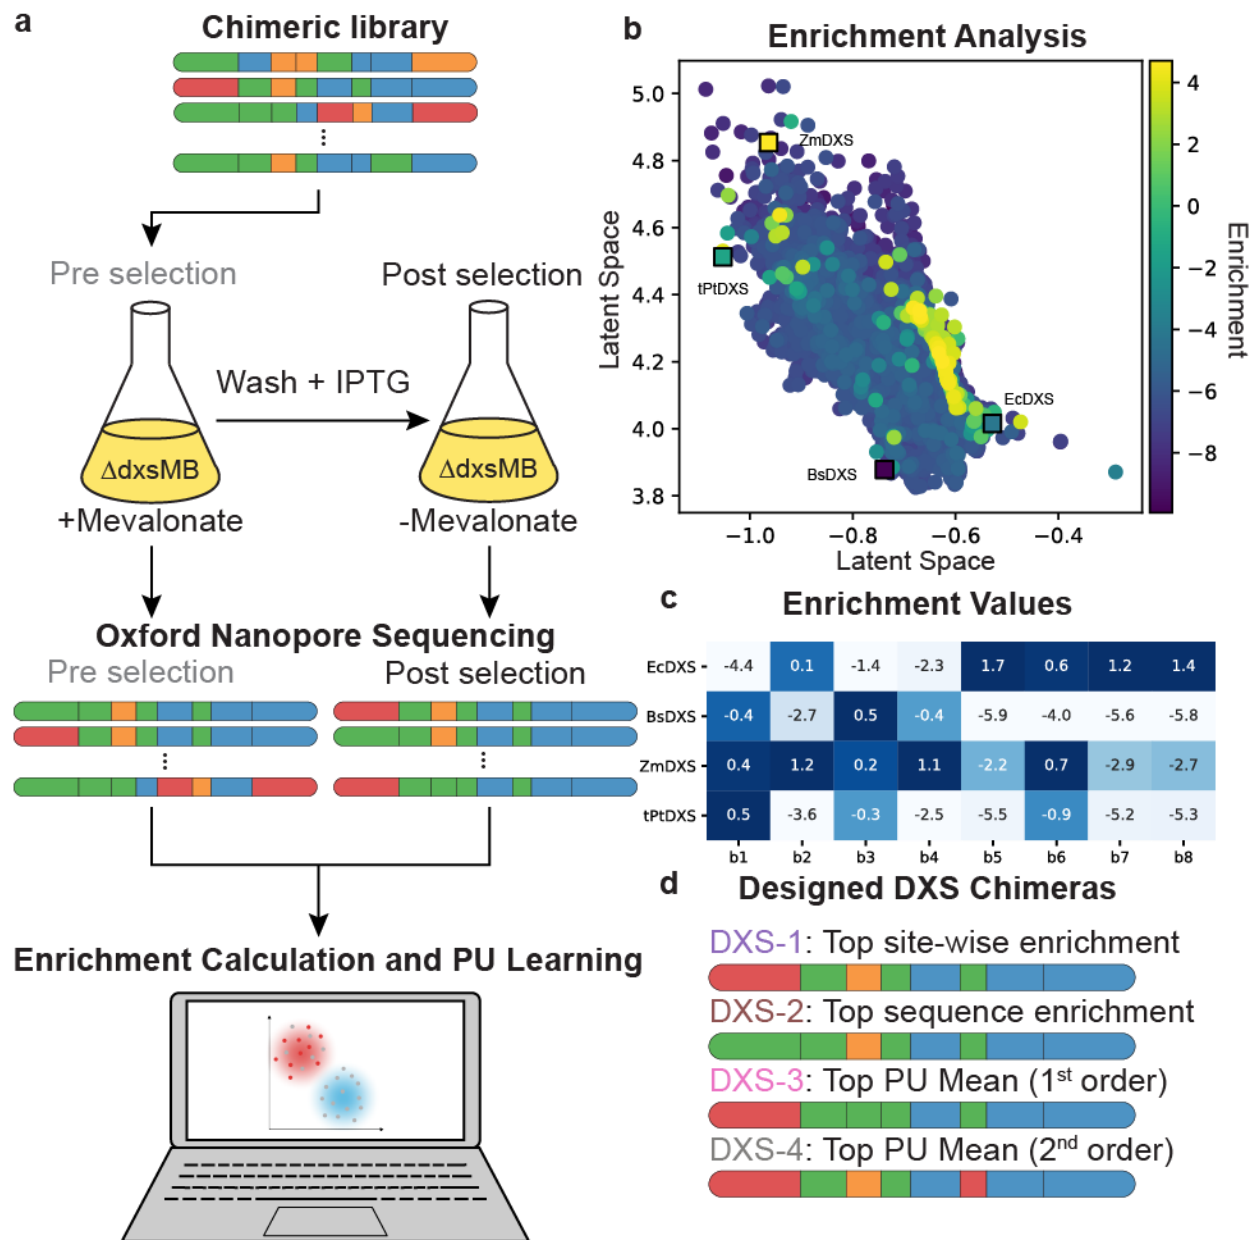 a
Chimeric library
Pre selection
Post selection
Wash + IPTG
ΔdxsMB
ΔdxsMB
+Mevalonate
-Mevalonate
Oxford Nanopore Sequencing
Pre selection
Post selection
Enrichment Calculation and PU Learning
b
Enrichment Analysis
Latent Space
5.0
4.8
4.6
4.4
4.2
4.0
3.8
ZmDXS
tPtDXS
EcDXS
BsDXS
−1.0 −0.8 −0.6 −0.4
Latent Space
4
2
0
−2
−4
−6
−8
Enrichment
c
Enrichment Values
EcDXS -4.4 0.1 -1.4 -2.3 1.7 0.6 1.2 1.4
BsDXS -0.4 -2.7 0.5 -0.4 -5.9 -4.0 -5.6 -5.8
ZmDXS 0.4 1.2 0.2 1.1 -2.2 0.7 -2.9 -2.7
tPtDXS 0.5 -3.6 -0.3 -2.5 -5.5 -0.9 -5.2 -5.3
b1 b2 b3 b4 b5 b6 b7 b8
d
Designed DXS Chimeras
DXS-1: Top site-wise enrichment
DXS-2: Top sequence enrichment
DXS-3: Top PU Mean (1st order)
DXS-4: Top PU Mean (2nd order)